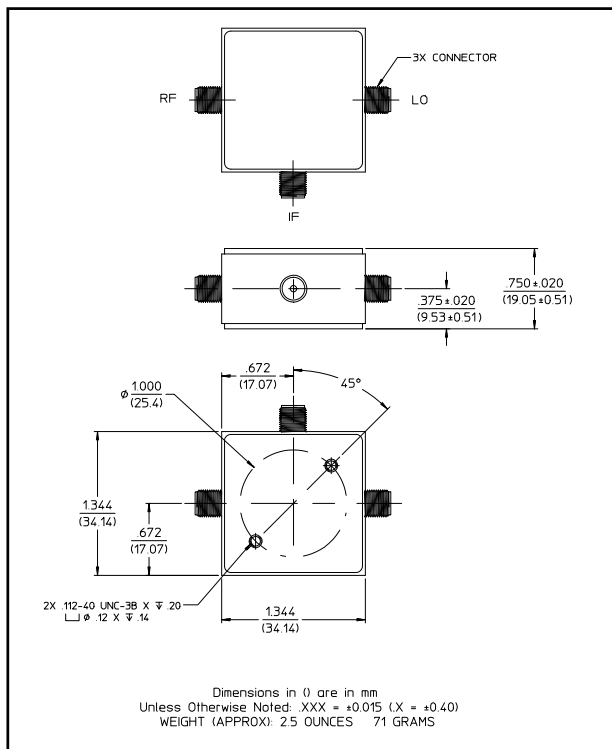 3X CONNECTOR
RF
LO
IF
.750±.020
(19.05±0.51)
.375±.020
(9.53±0.51)
.672
(17.07)
45°
⌀ 1.000
(25.4)
1.344
(34.14)
.672
(17.07)
2X .112-40 UNC-3B X ↧ .20
⌴ ⌀ .12 X ↧ .14
1.344
(34.14)
Dimensions in () are in mm
Unless Otherwise Noted: .XXX = ±0.015 (.X = ±0.40)
WEIGHT (APPROX): 2.5 OUNCES 71 GRAMS